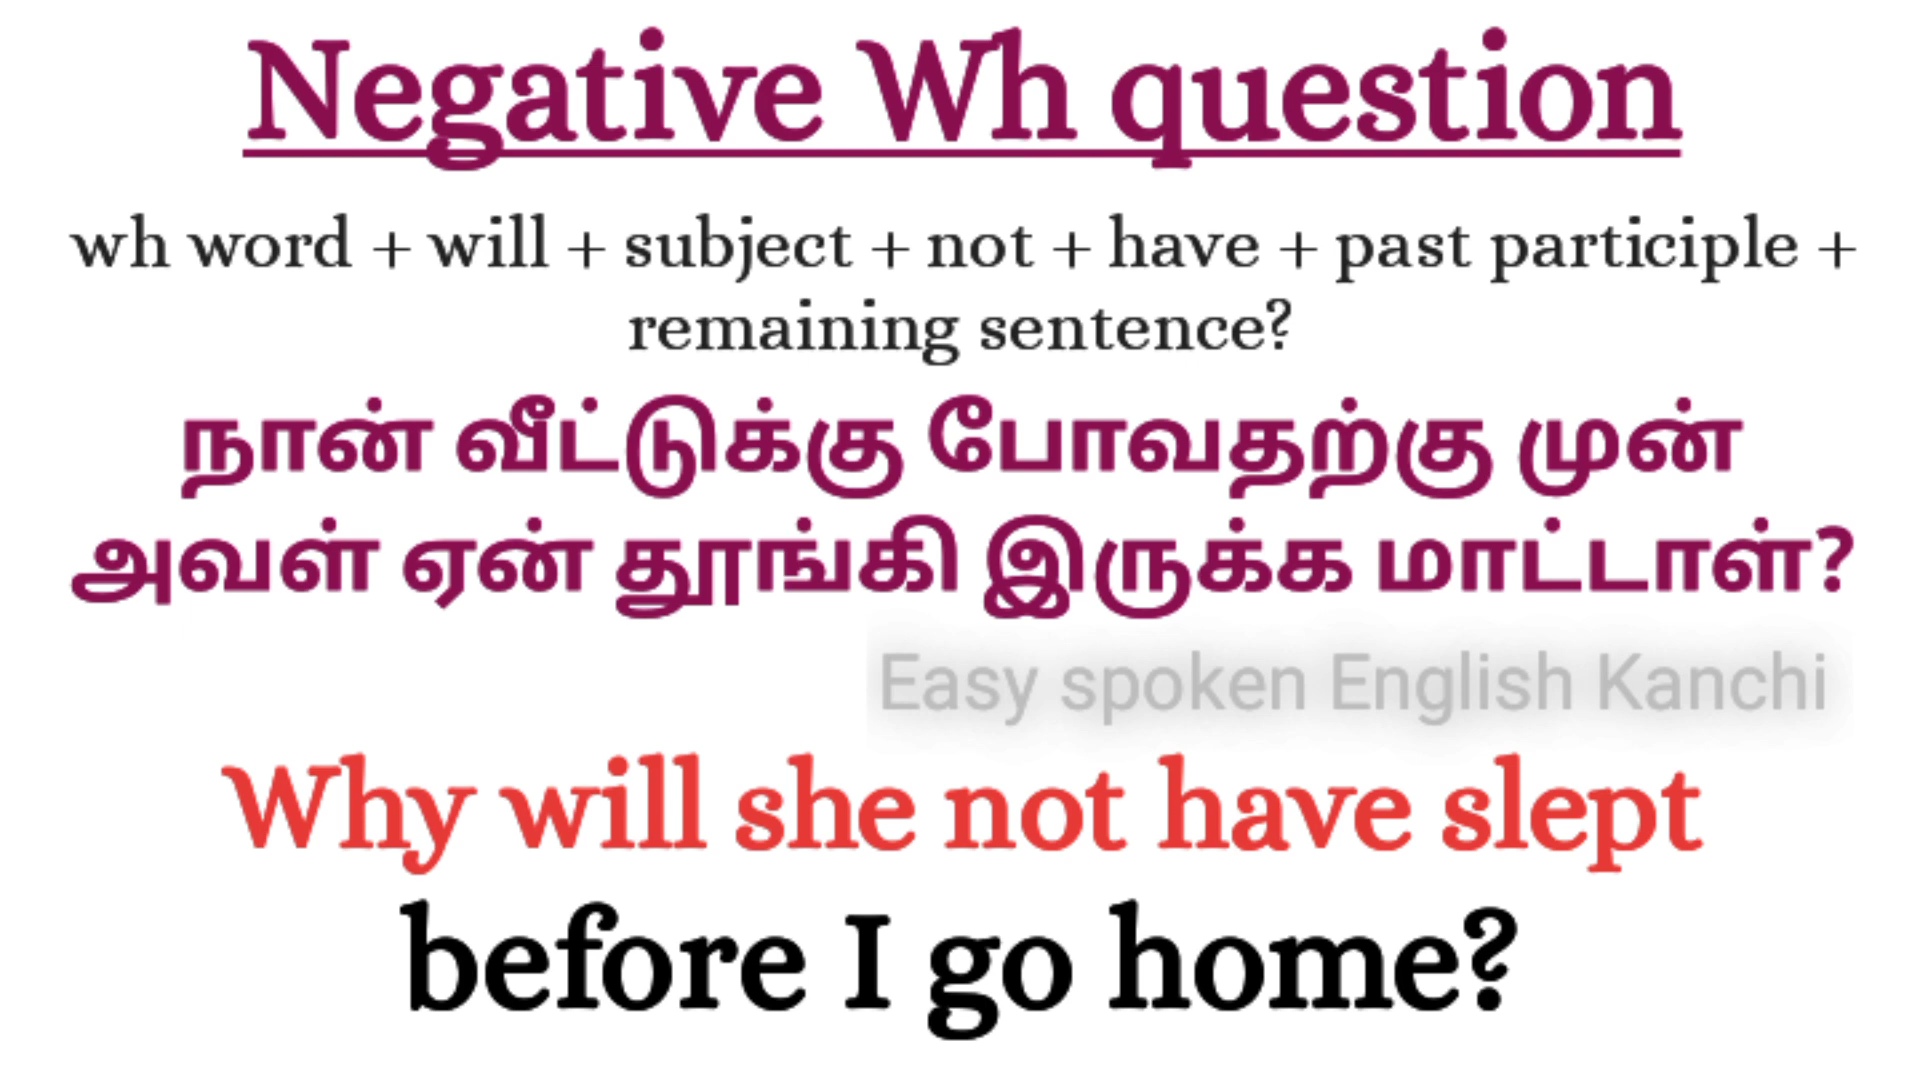 Negative Wh question
wh word + will + subject + not + have + past participle +
remaining sentence?
நான் வீட்டுக்கு போவதற்கு முன்
அவள் ஏன் தூங்கி இருக்க மாட்டாள்?
Easy spoken English Kanchi
Why will she not have slept
before I go home?